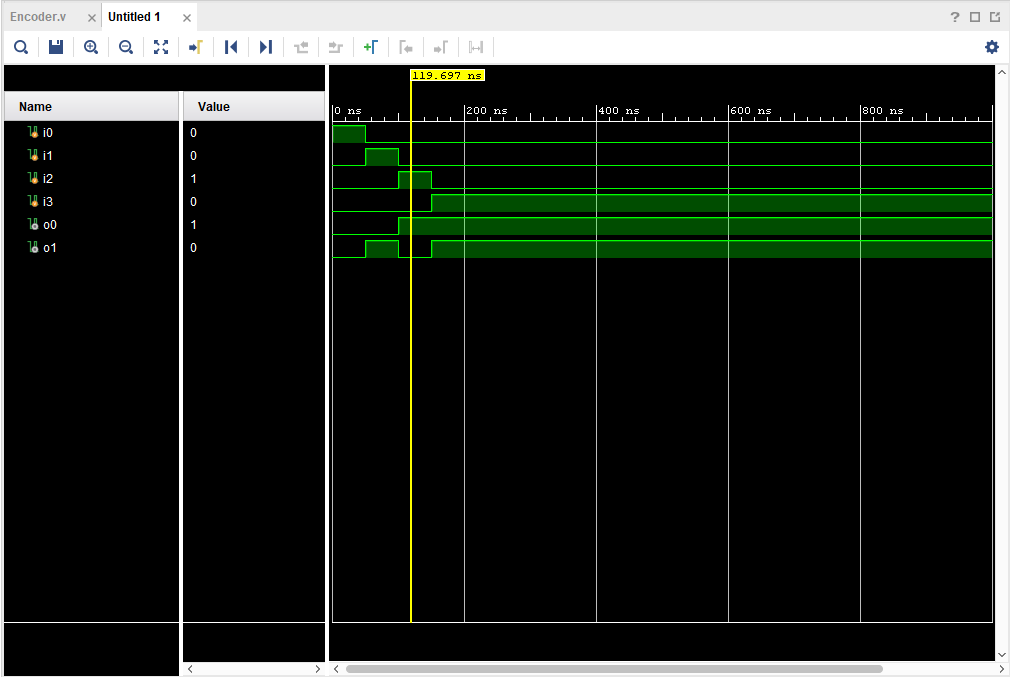 Encoder.v × Untitled 1 × ?
119.697 ns
Name Value
0 ns 200 ns 400 ns 600 ns 800 ns
i0 0
i1 0
i2 1
i3 0
o0 1
o1 0